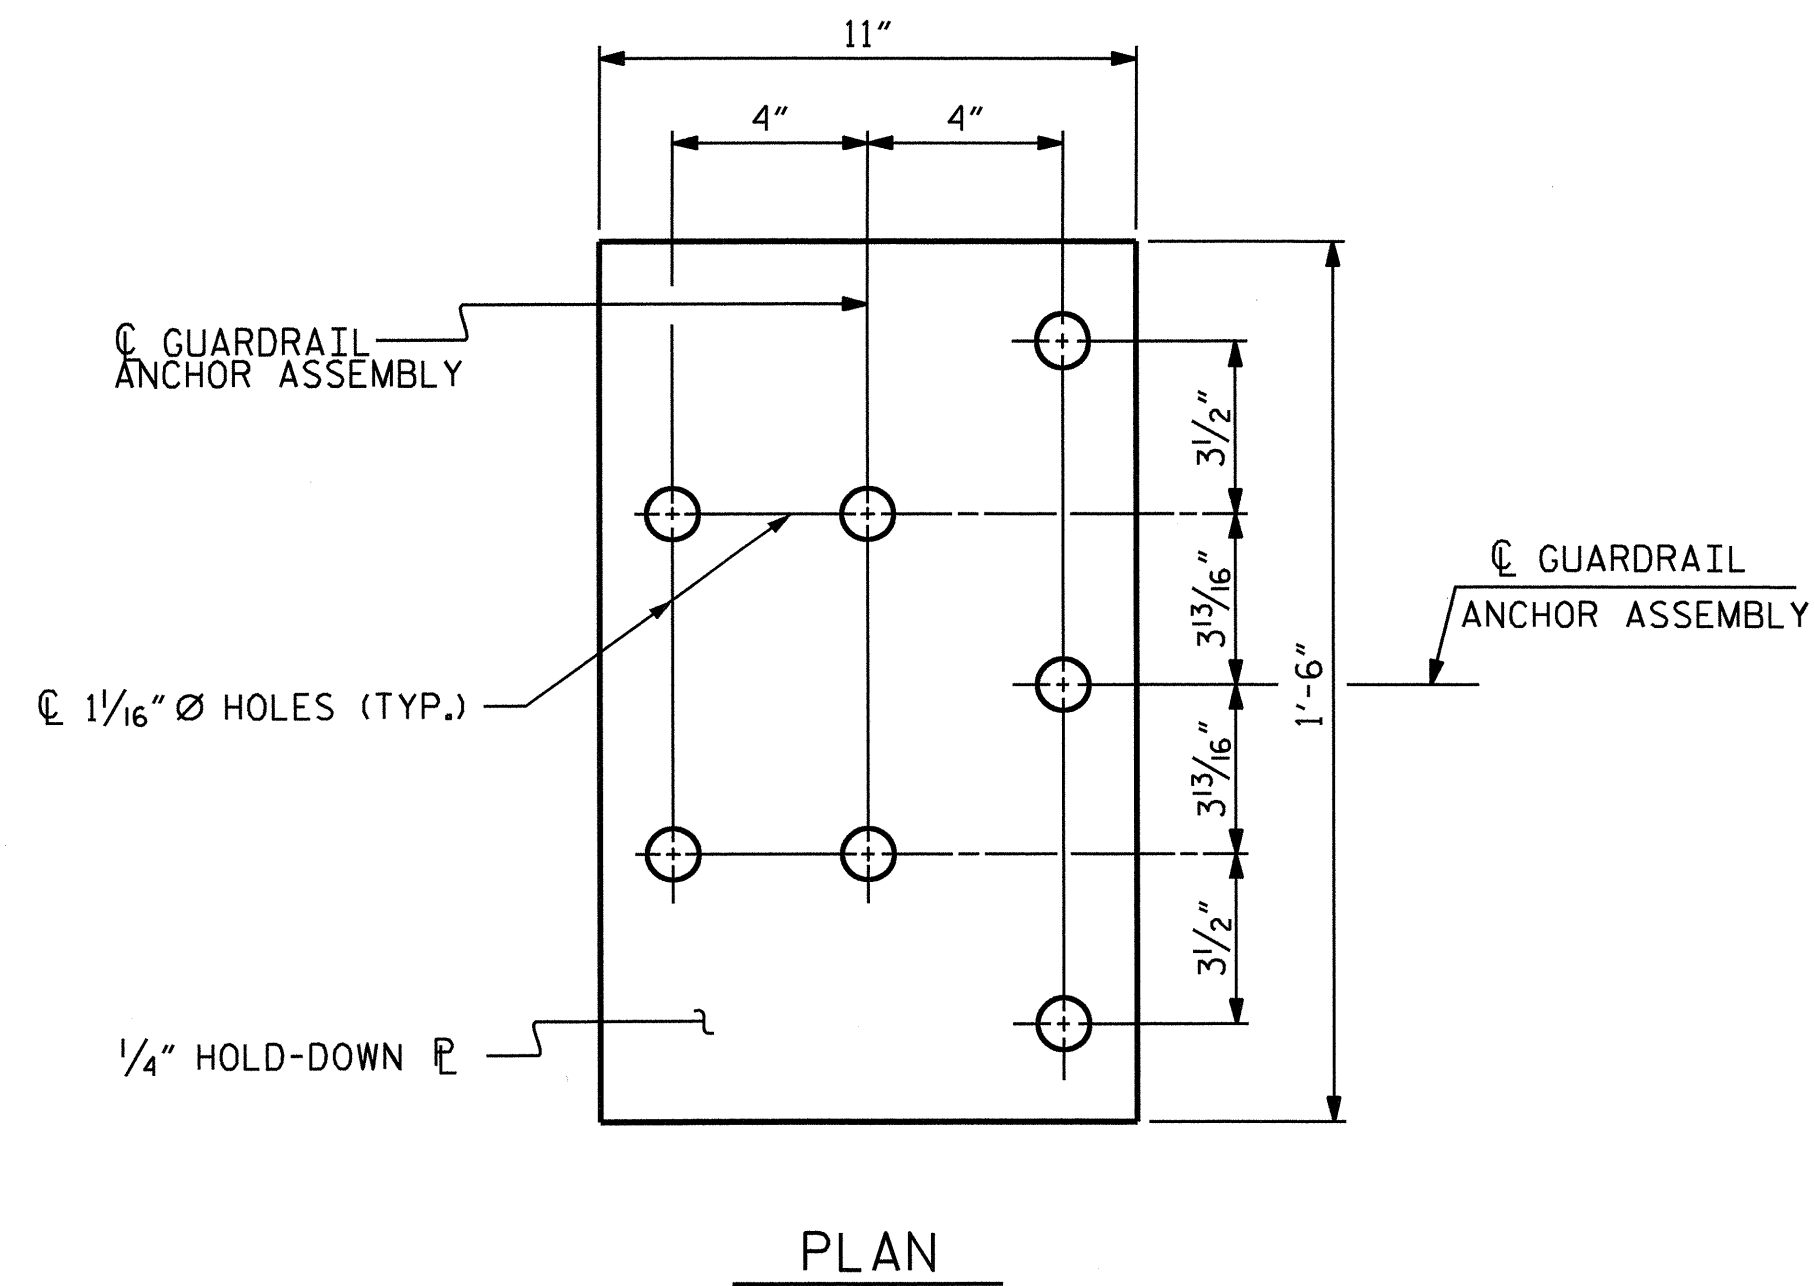 11"
4" 4"
℄ GUARDRAIL
ANCHOR ASSEMBLY
3 1/2"
3 13/16"
℄ GUARDRAIL
ANCHOR ASSEMBLY
1'-6"
℄ 1 1/16" Ø HOLES (TYP.)
3 13/16"
3 1/2"
1/4" HOLD-DOWN ⅊
PLAN